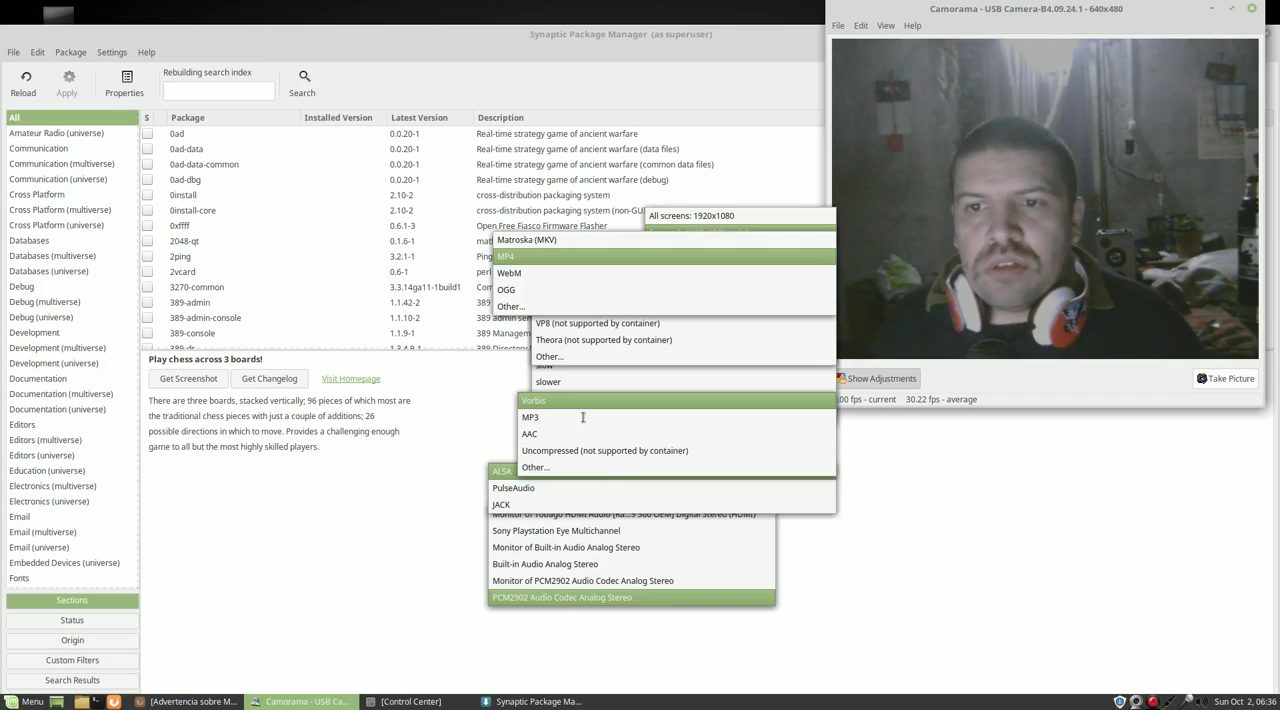 Synaptic Package Manager (as superuser)
File Edit Package Settings Help
Reload
Apply
Properties
Rebuilding search index
Search
All
Amateur Radio (universe)
Communication
Communication (multiverse)
Communication (universe)
Cross Platform
Cross Platform (multiverse)
Cross Platform (universe)
Databases
Databases (multiverse)
Databases (universe)
Debug
Debug (multiverse)
Debug (universe)
Development
Development (multiverse)
Development (universe)
Documentation
Documentation (multiverse)
Documentation (universe)
Editors
Editors (multiverse)
Editors (universe)
Education (universe)
Electronics (multiverse)
Electronics (universe)
Email
Email (multiverse)
Email (universe)
Embedded Devices (universe)
Fonts
Sections
Status
Origin
Custom Filters
Search Results
S Package Installed Version Latest Version Description
0ad 0.0.20-1 Real-time strategy game of ancient warfare
0ad-data 0.0.20-1 Real-time strategy game of ancient warfare (data files)
0ad-data-common 0.0.20-1 Real-time strategy game of ancient warfare (common data files)
0ad-dbg 0.0.20-1 Real-time strategy game of ancient warfare (debug)
0install 2.10-2 cross-distribution packaging system
0install-core 2.10-2 cross-distribution packaging system (non-GU
0xffff 0.6.1-3 Open Free Fiasco Firmware Flasher
2048-qt 0.1.6-1
2ping 3.2.1-1 Ping
2vcard 0.6-1 perl
3270-common 3.3.14ga11-1build1 Com
389-admin 1.1.42-2 389
389-admin-console 1.1.10-2 389 admin
389-console 1.1.9-1 389 Managem
Play chess across 3 boards!
Get Screenshot Get Changelog Visit Homepage
There are three boards, stacked vertically; 96 pieces of which most are
the traditional chess pieces with just a couple of additions; 26
possible directions in which to move. Provides a challenging enough
game to all but the most highly skilled players.
All screens: 1920x1080
Matroska (MKV)
MP4
WebM
OGG
Other...
VP8 (not supported by container)
Theora (not supported by container)
Other...
slow
slower
Vorbis
MP3
AAC
Uncompressed (not supported by container)
Other...
ALSA
PulseAudio
JACK
Sony Playstation Eye Multichannel
Monitor of Built-in Audio Analog Stereo
Built-in Audio Analog Stereo
Monitor of PCM2902 Audio Codec Analog Stereo
PCM2902 Audio Codec Analog Stereo
Camorama - USB Camera-B4.09.24.1 - 640x480
File Edit View Help
Show Adjustments
Take Picture
.00 fps - current 30.22 fps - average
Menu
[Advertencia sobre M...
Camorama - USB Ca...
[Control Center]
Synaptic Package Ma...
Sun Oct 2, 06:36